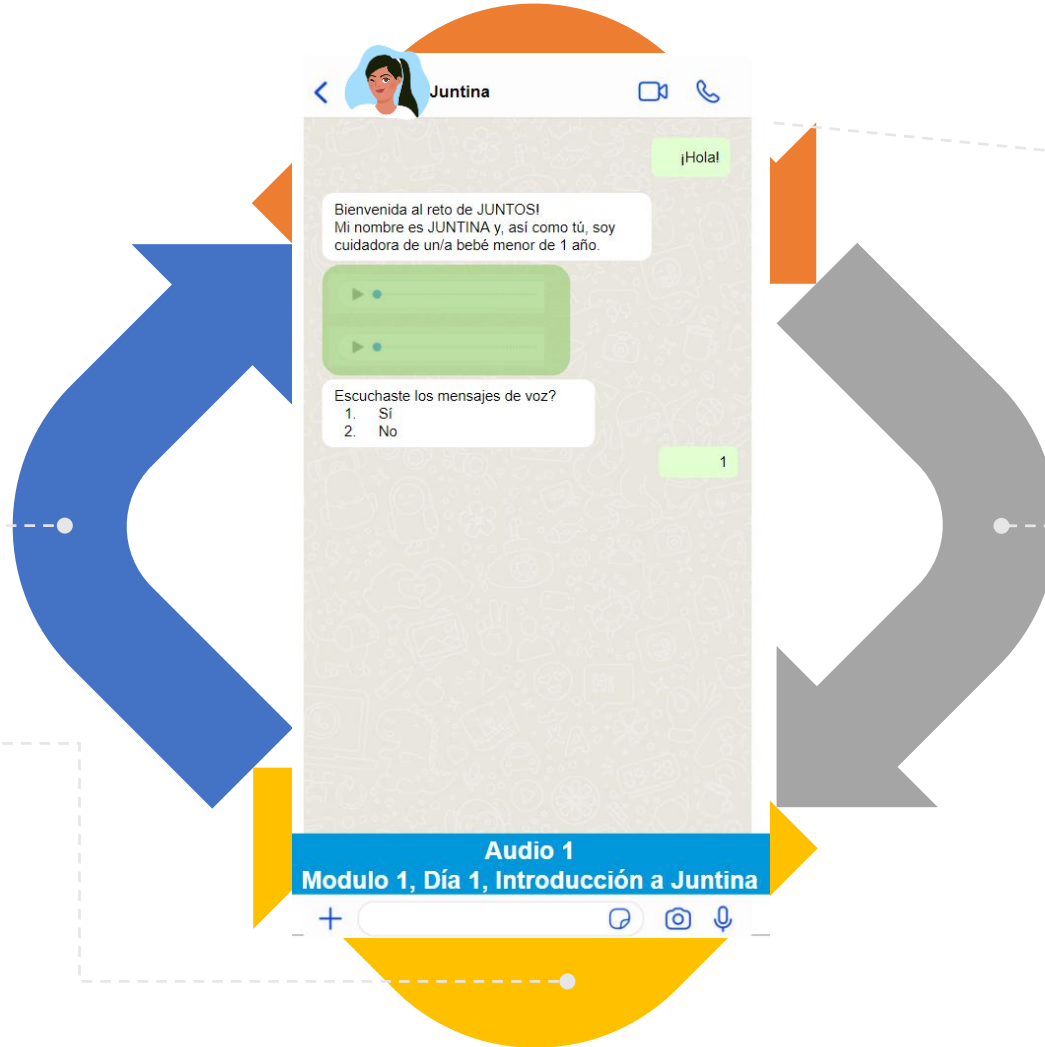 Juntina
¡Hola!
Bienvenida al reto de JUNTOS!
Mi nombre es JUNTINA y, así como tú, soy
cuidadora de un/a bebé menor de 1 año.
Escuchaste los mensajes de voz?
1. Sí
2. No
1
Audio 1
Modulo 1, Día 1, Introducción a Juntina